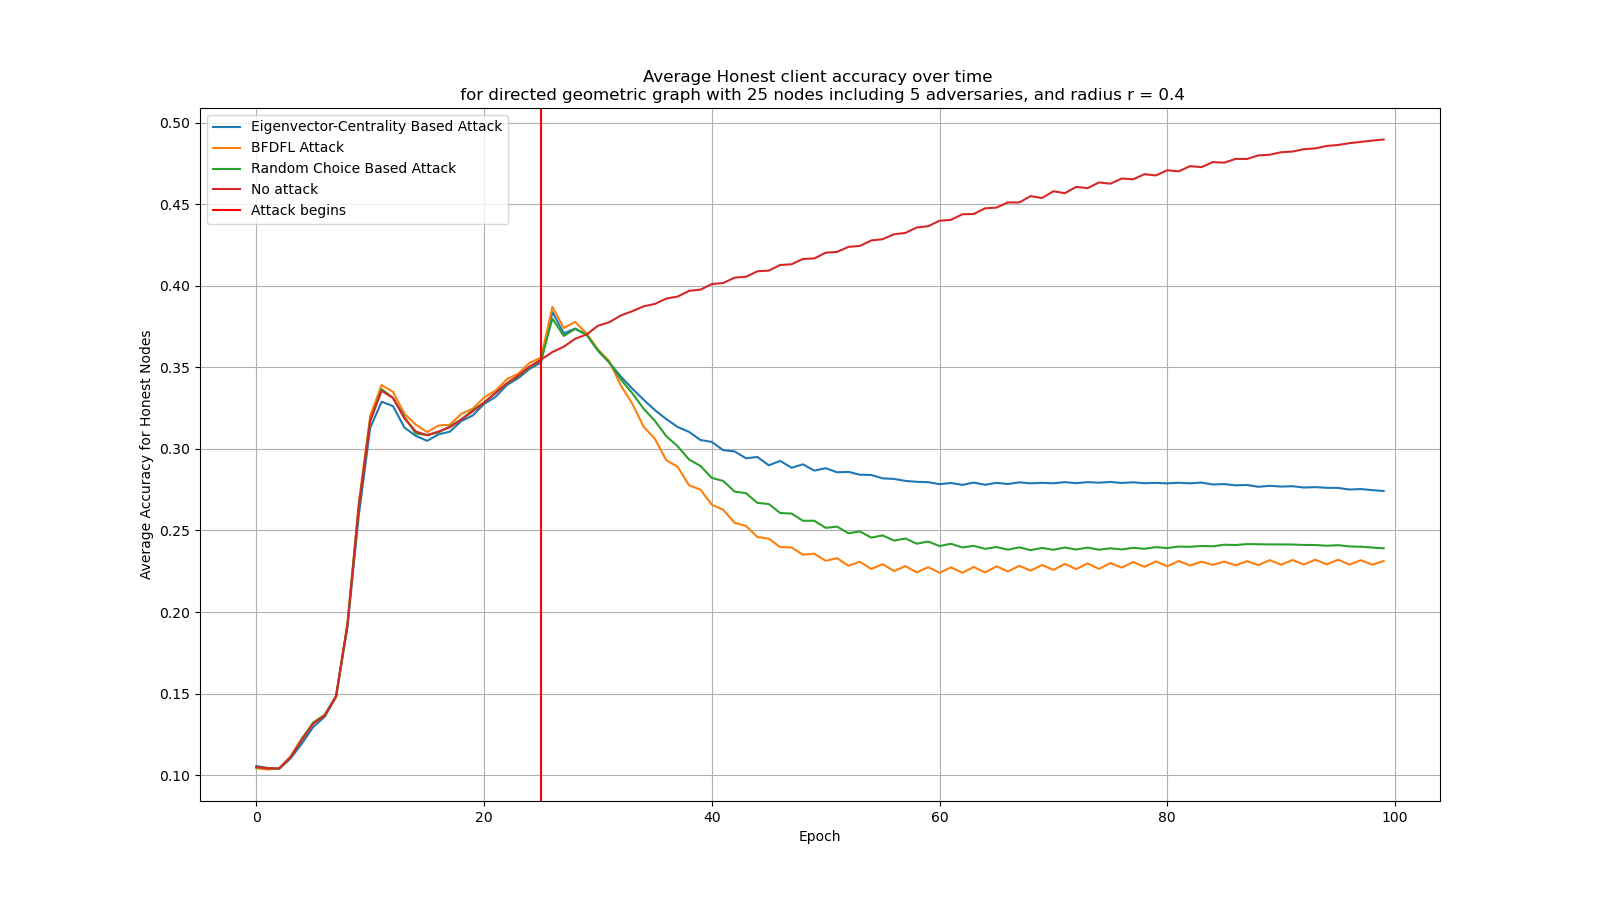 Average Honest client accuracy over time
for directed geometric graph with 25 nodes including 5 adversaries, and radius r = 0.4
Eigenvector-Centrality Based Attack
BFDFL Attack
Random Choice Based Attack
No attack
Attack begins
Average Accuracy for Honest Nodes
0.50
0.45
0.40
0.35
0.30
0.25
0.20
0.15
0.10
0 20 40 60 80 100
Epoch